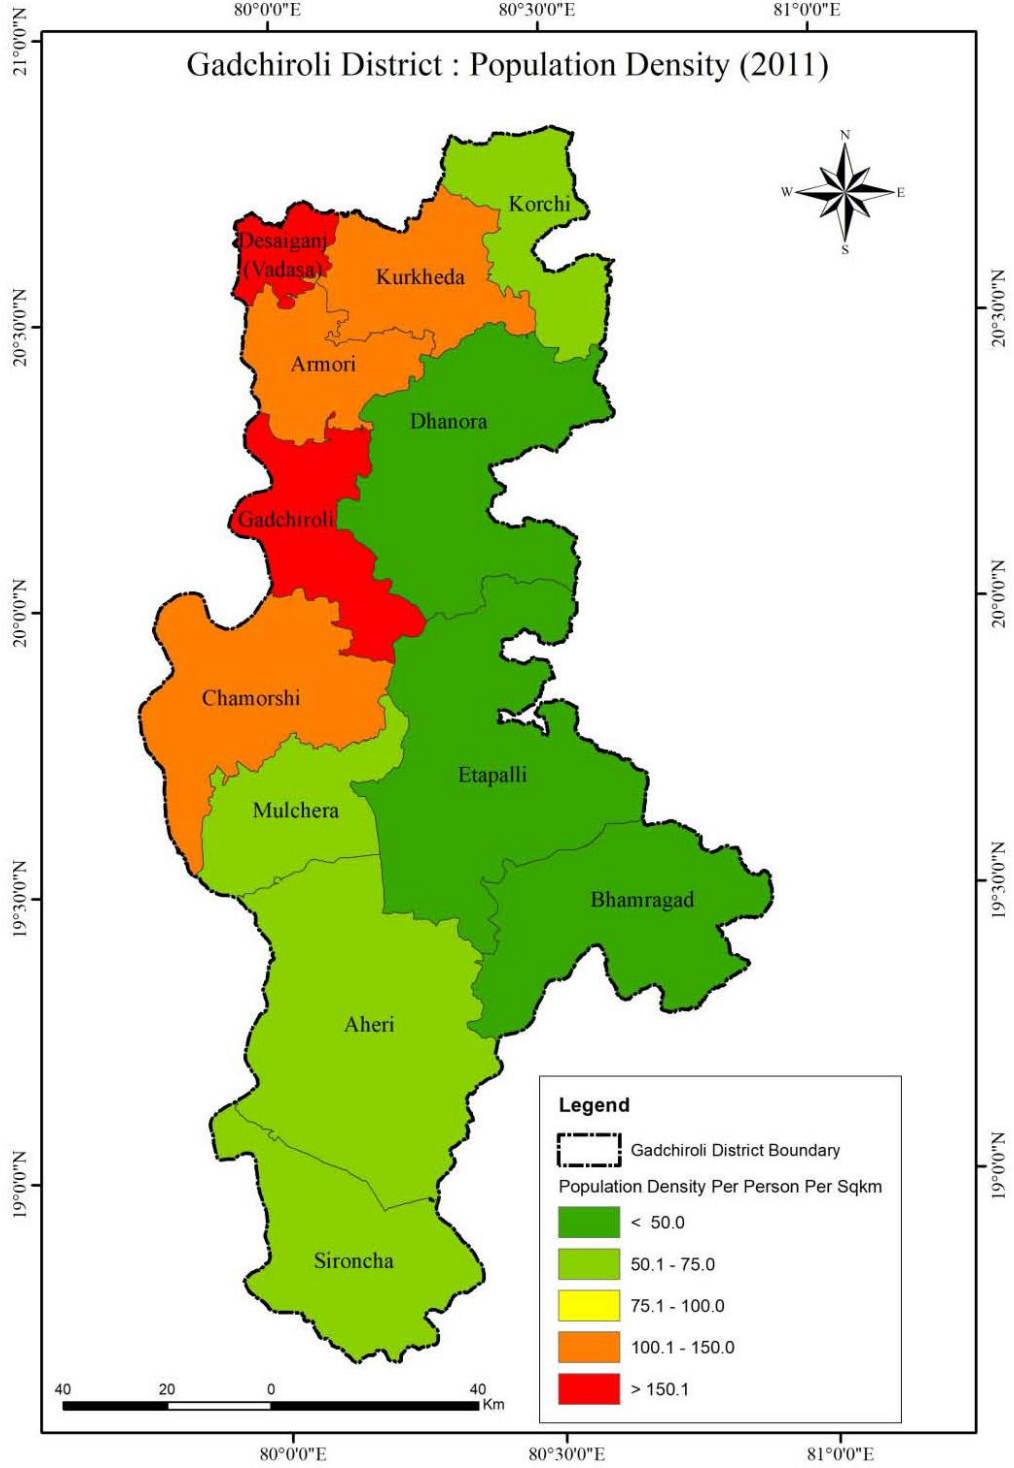 80°0'0"E 80°30'0"E 81°0'0"E
21°0'0"N
Gadchiroli District : Population Density (2011)
N
W E
S
Korchi
Desaiganj
(Vadasa)
Kurkheda
20°30'0"N 20°30'0"N
Armori
Dhanora
Gadchiroli
20°0'0"N 20°0'0"N
Chamorshi
Etapalli
Mulchera
19°30'0"N 19°30'0"N
Bhamragad
Aheri
Legend
Gadchiroli District Boundary
19°0'0"N 19°0'0"N
Population Density Per Person Per Sqkm
< 50.0
50.1 - 75.0
Sironcha
75.1 - 100.0
100.1 - 150.0
> 150.1
40 20 0 40
Km
80°0'0"E 80°30'0"E 81°0'0"E